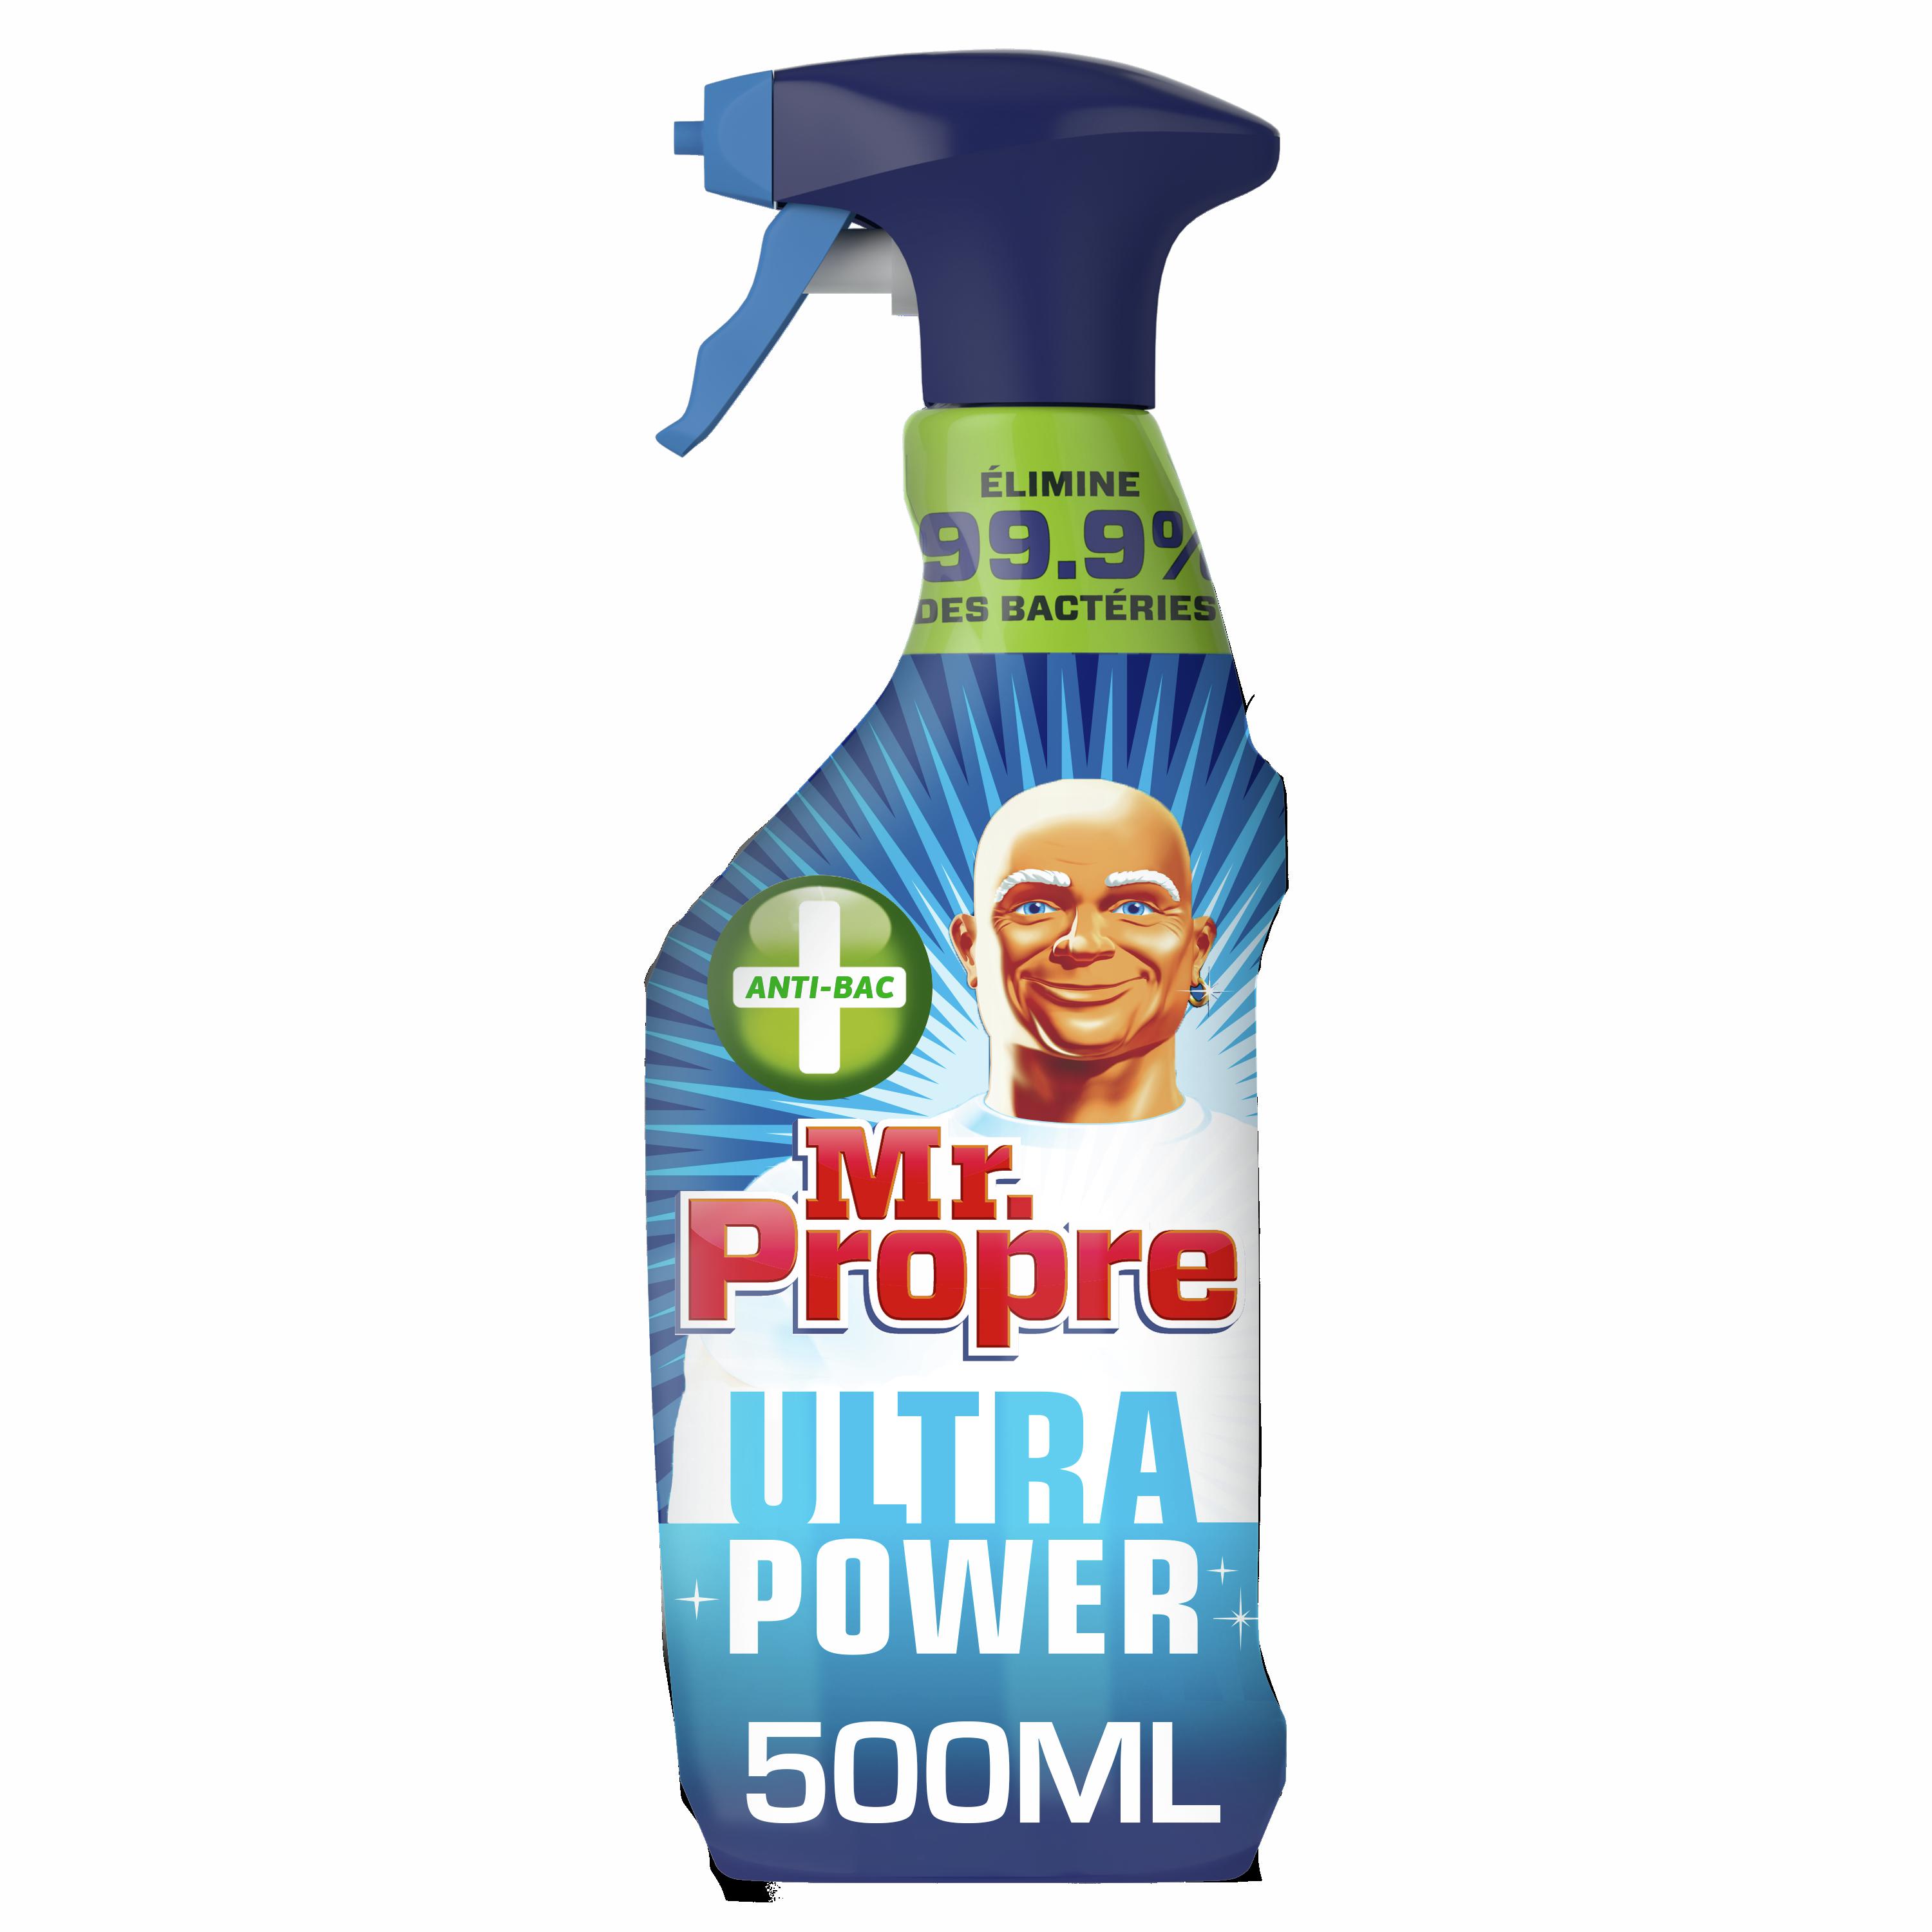 ÉLIMINE
99.9%
DES BACTÉRIES
ANTI-BAC
Mr.
Propre
ULTRA
POWER
500ML